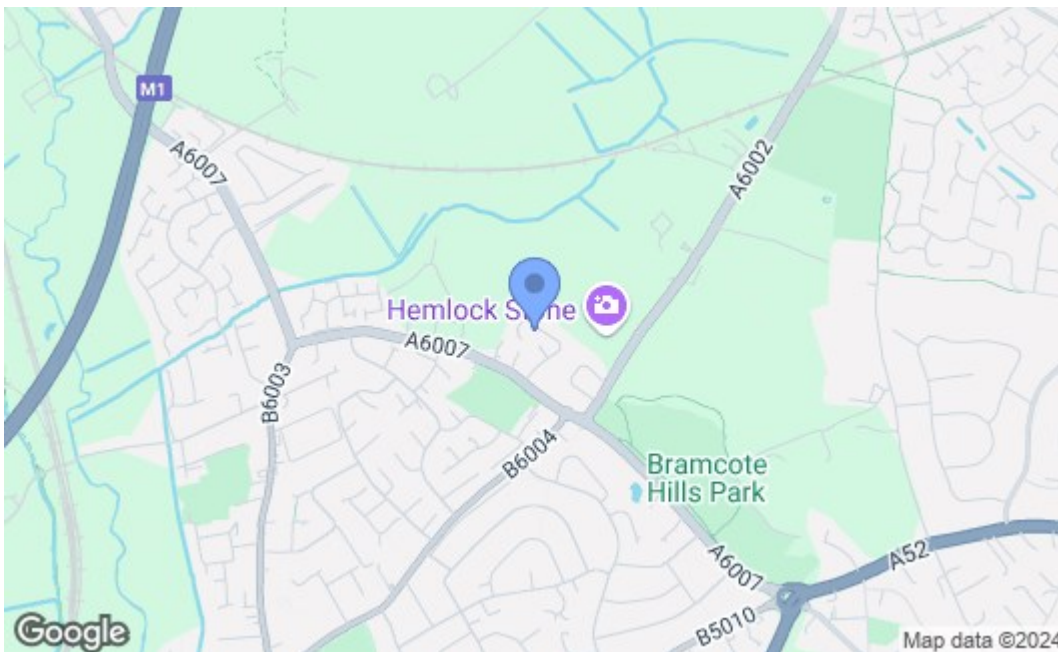 M1
A6007
A6002
Hemlock
A6007
B6003
B6004
Bramcote
Hills Park
A6007
A52
B5010
Google
Map data ©2024